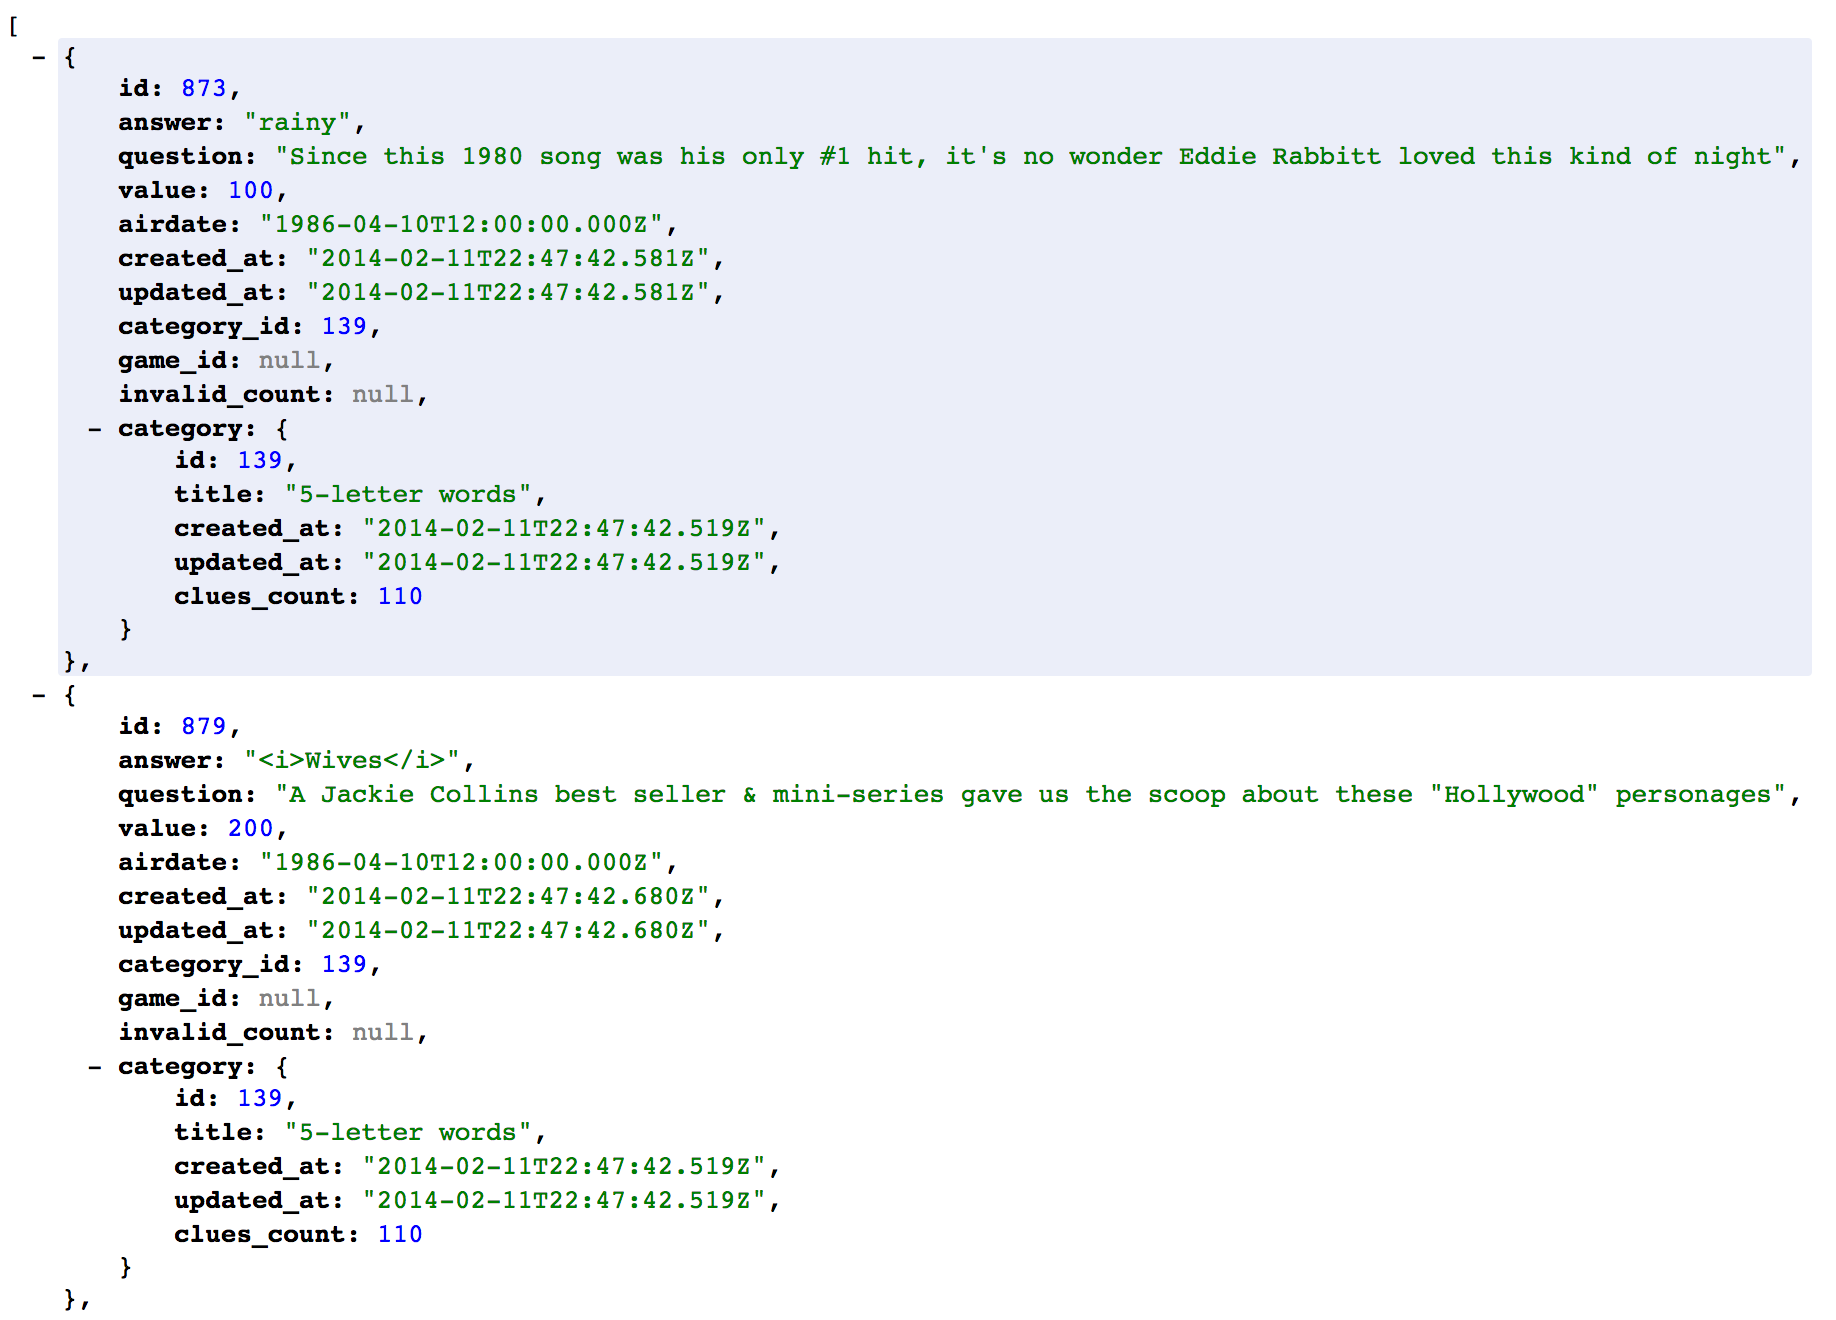 [
- {
id: 873,
answer: "rainy",
question: "Since this 1980 song was his only #1 hit, it's no wonder Eddie Rabbitt loved this kind of night",
value: 100,
airdate: "1986-04-10T12:00:00.000Z",
created_at: "2014-02-11T22:47:42.581Z",
updated_at: "2014-02-11T22:47:42.581Z",
category_id: 139,
game_id: null,
invalid_count: null,
- category: {
id: 139,
title: "5-letter words",
created_at: "2014-02-11T22:47:42.519Z",
updated_at: "2014-02-11T22:47:42.519Z",
clues_count: 110
}
},
- {
id: 879,
answer: "<i>Wives</i>",
question: "A Jackie Collins best seller & mini-series gave us the scoop about these "Hollywood" personages",
value: 200,
airdate: "1986-04-10T12:00:00.000Z",
created_at: "2014-02-11T22:47:42.680Z",
updated_at: "2014-02-11T22:47:42.680Z",
category_id: 139,
game_id: null,
invalid_count: null,
- category: {
id: 139,
title: "5-letter words",
created_at: "2014-02-11T22:47:42.519Z",
updated_at: "2014-02-11T22:47:42.519Z",
clues_count: 110
}
},